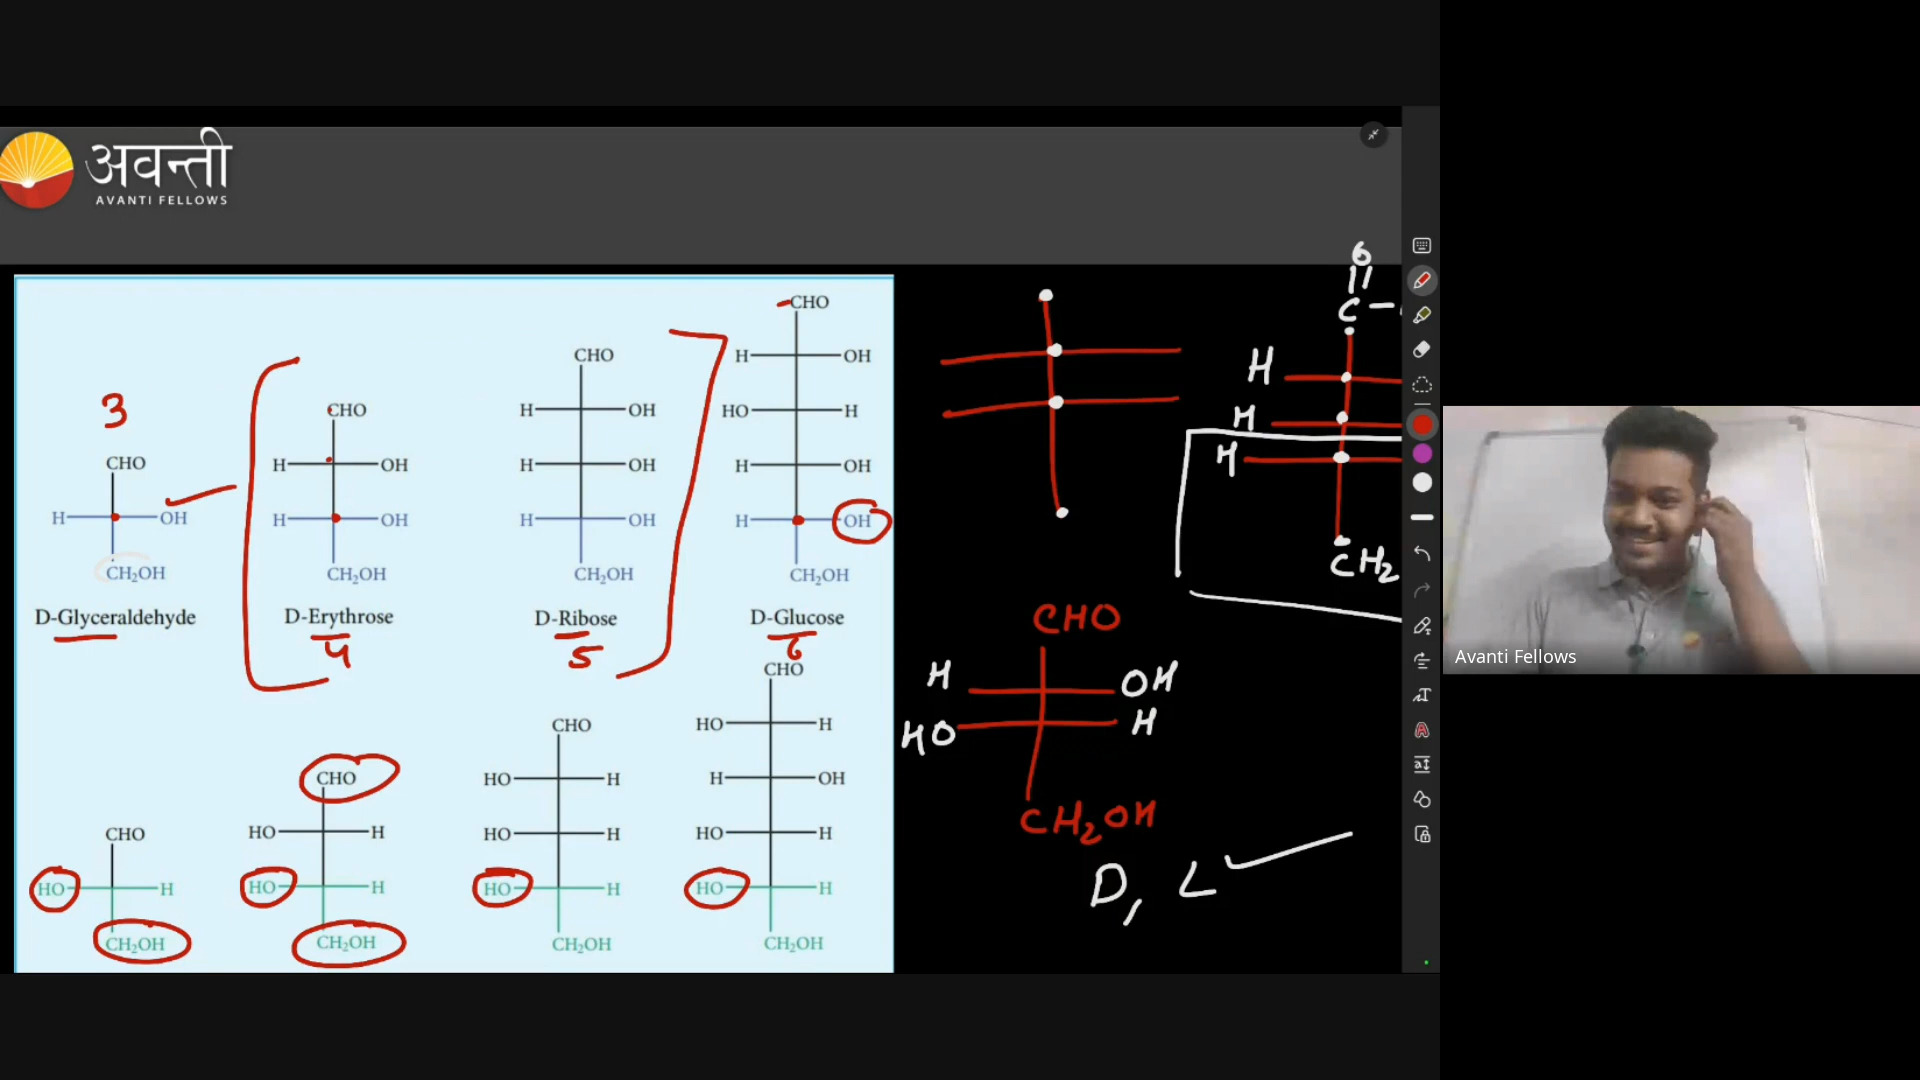 अवन्ती
AVANTI FELLOWS
3
CHO
H OH
CH₂OH
D-Glyceraldehyde
CHO
H OH
H OH
CH₂OH
D-Erythrose
4
CHO
H OH
H OH
H OH
CH₂OH
D-Ribose
5
CHO
H OH
HO H
H OH
H OH
CH₂OH
D-Glucose
6
CHO
HO H
CH₂OH
CHO
HO H
HO H
CH₂OH
CHO
HO H
HO H
HO H
CH₂OH
CHO
HO H
H OH
HO H
HO H
CH₂OH
CHO
H OH
HO H
CH₂OH
D, L
C
H
H
H
CH₂
Avanti Fellows